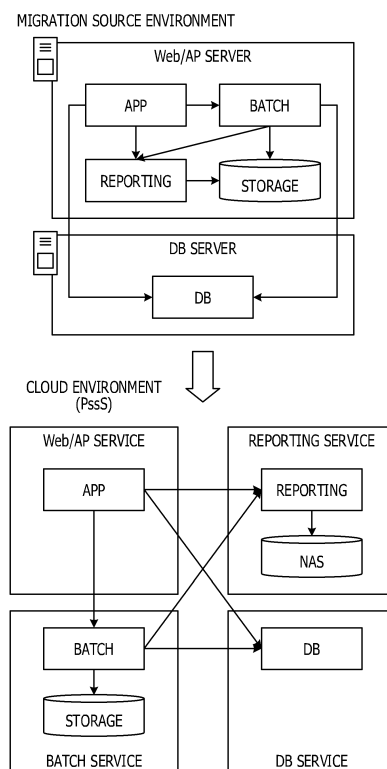 MIGRATION SOURCE ENVIRONMENT
Web/AP SERVER
APP
BATCH
REPORTING
STORAGE
DB SERVER
DB
CLOUD ENVIRONMENT
(PssS)
Web/AP SERVICE
REPORTING SERVICE
APP
REPORTING
NAS
BATCH
DB
STORAGE
BATCH SERVICE
DB SERVICE